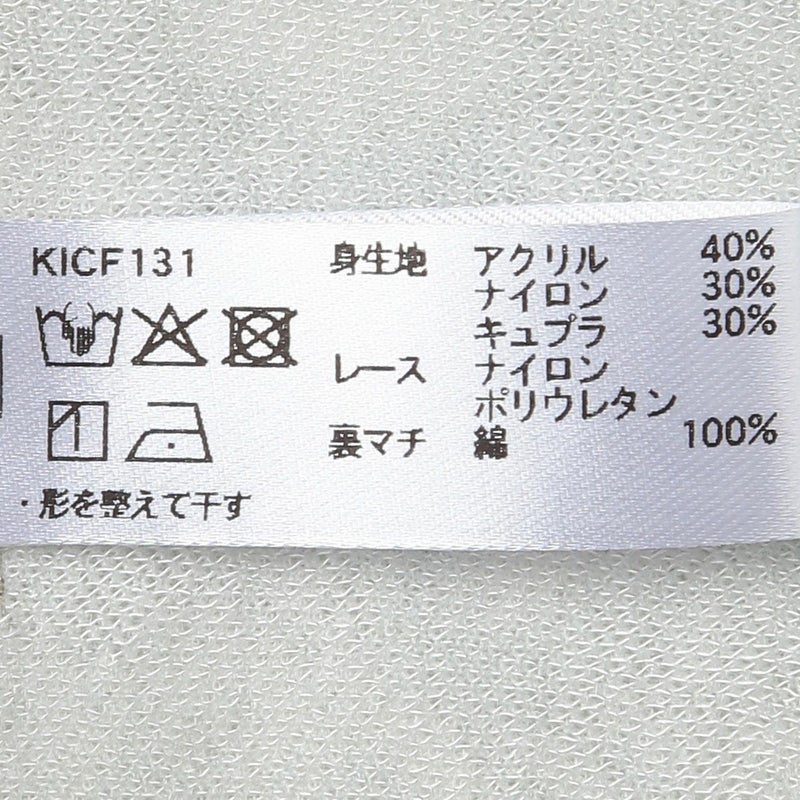 KICF131
・形を整えて干す
身生地 アクリル 40%
ナイロン 30%
キュプラ 30%
レース ナイロン
ポリウレタン
裏マチ 綿 100%